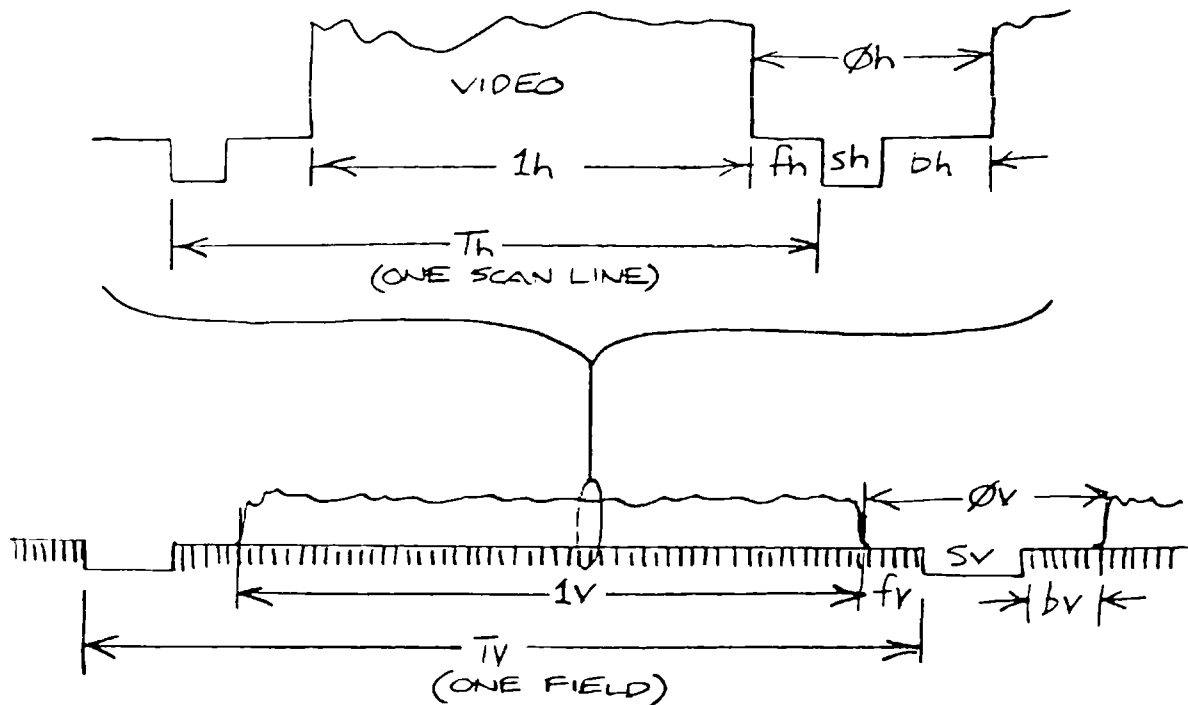 Øh
VIDEO
1h
fh
sh
bh
Th
(ONE SCAN LINE)
Øv
sv
1v
fv
bv
Tv
(ONE FIELD)